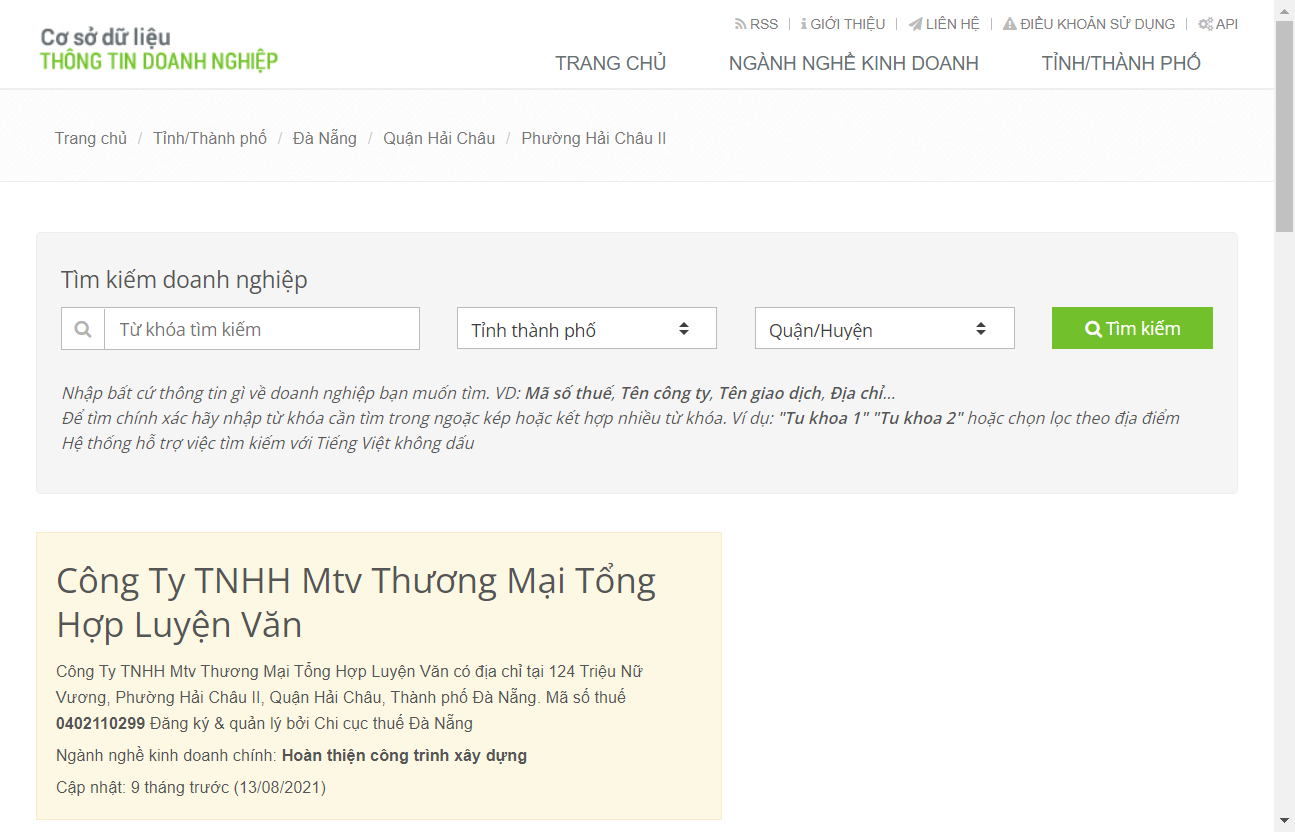 Cơ sở dữ liệu
THÔNG TIN DOANH NGHIỆP
RSS
GIỚI THIỆU
LIÊN HỆ
ĐIỀU KHOẢN SỬ DỤNG
API
TRANG CHỦ
NGÀNH NGHỀ KINH DOANH
TỈNH/THÀNH PHỐ
Trang chủ / Tỉnh/Thành phố / Đà Nẵng / Quận Hải Châu / Phường Hải Châu II
Tìm kiếm doanh nghiệp
Từ khóa tìm kiếm
Tỉnh thành phố
Quận/Huyện
Tìm kiếm
Nhập bất cứ thông tin gì về doanh nghiệp bạn muốn tìm. VD: Mã số thuế, Tên công ty, Tên giao dịch, Địa chỉ...
Để tìm chính xác hãy nhập từ khóa cần tìm trong ngoặc kép hoặc kết hợp nhiều từ khóa. Ví dụ: "Tu khoa 1" "Tu khoa 2" hoặc chọn lọc theo địa điểm
Hệ thống hỗ trợ việc tìm kiếm với Tiếng Việt không dấu
Công Ty TNHH Mtv Thương Mại Tổng
Hợp Luyện Văn
Công Ty TNHH Mtv Thương Mại Tổng Hợp Luyện Văn có địa chỉ tại 124 Triệu Nữ
Vương, Phường Hải Châu II, Quận Hải Châu, Thành phố Đà Nẵng. Mã số thuế
0402110299 Đăng ký & quản lý bởi Chi cục thuế Đà Nẵng
Ngành nghề kinh doanh chính: Hoàn thiện công trình xây dựng
Cập nhật: 9 tháng trước (13/08/2021)